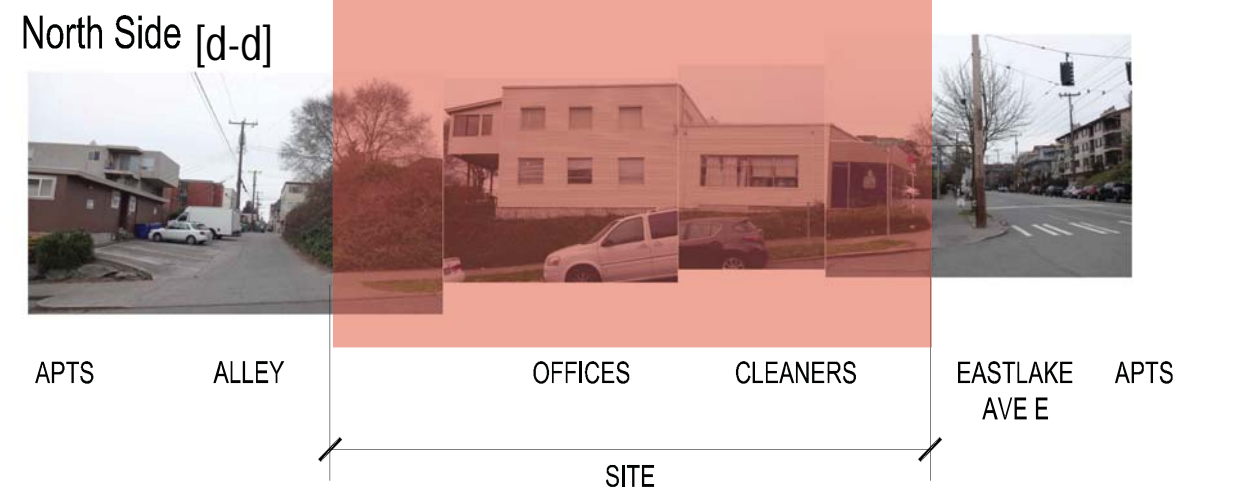 North Side [d-d]
APTS ALLEY OFFICES CLEANERS EASTLAKE APTS
AVE E
SITE